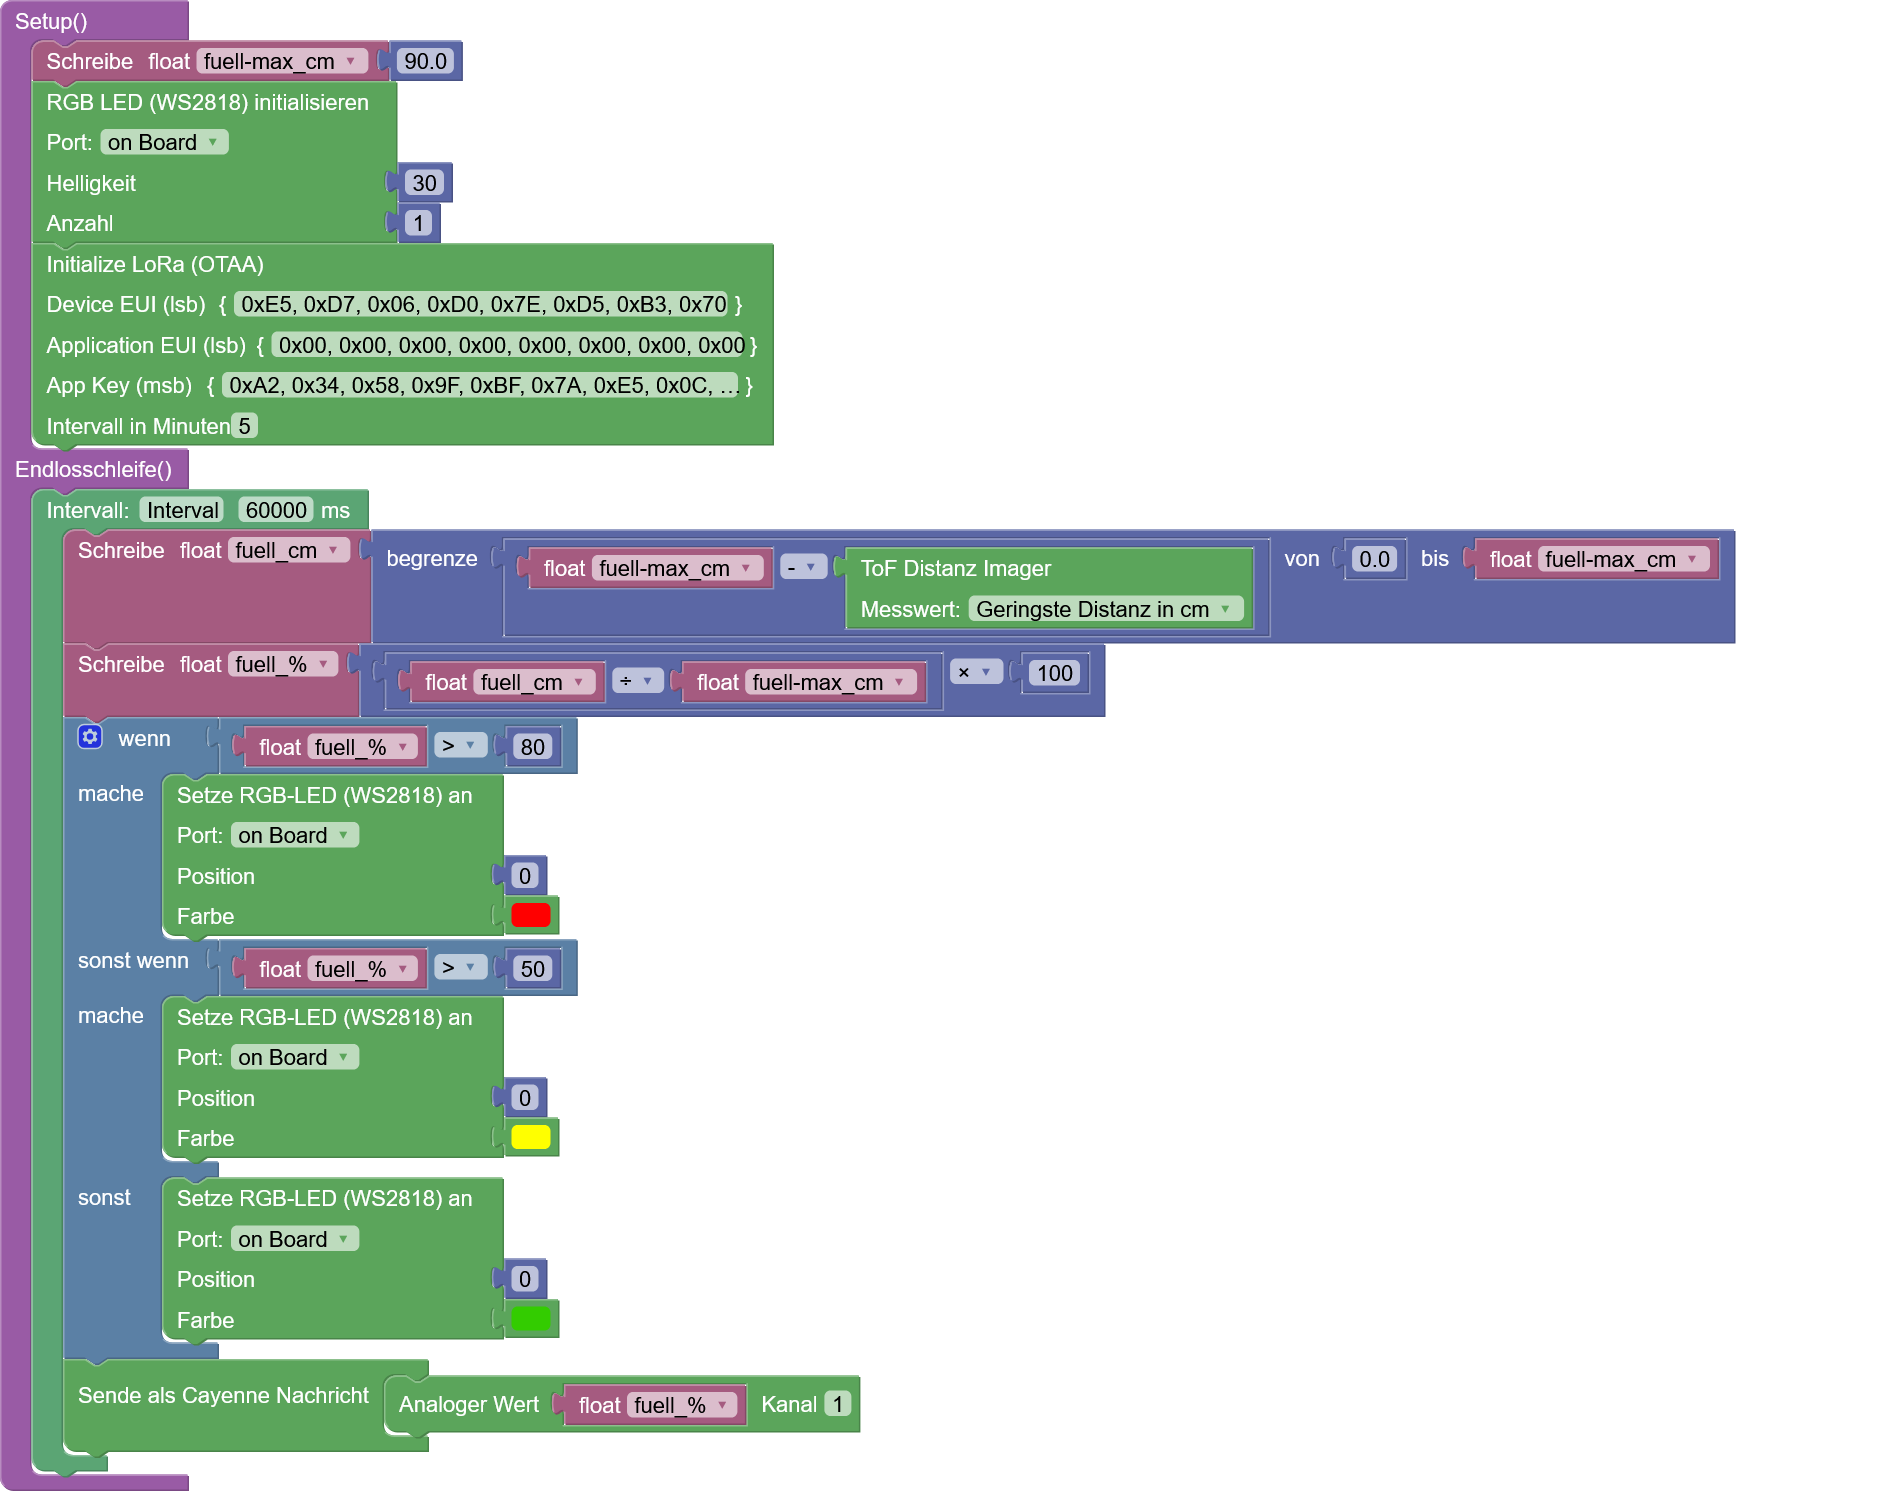 Setup()
Schreibe float fuell-max_cm 90.0
RGB LED (WS2818) initialisieren
Port: on Board
Helligkeit 30
Anzahl 1
Initialize LoRa (OTAA)
Device EUI (lsb) { 0xE5, 0xD7, 0x06, 0xD0, 0x7E, 0xD5, 0xB3, 0x70 }
Application EUI (lsb) { 0x00, 0x00, 0x00, 0x00, 0x00, 0x00, 0x00, 0x00 }
App Key (msb) { 0xA2, 0x34, 0x58, 0x9F, 0xBF, 0x7A, 0xE5, 0x0C, … }
Intervall in Minuten 5
Endlosschleife()
Intervall: Interval 60000 ms
Schreibe float fuell_cm begrenze float fuell-max_cm - ToF Distanz Imager von 0.0 bis float fuell-max_cm
Messwert: Geringste Distanz in cm
Schreibe float fuell_% float fuell_cm ÷ float fuell-max_cm × 100
wenn float fuell_% > 80
mache Setze RGB-LED (WS2818) an
Port: on Board
Position 0
Farbe
sonst wenn float fuell_% > 50
mache Setze RGB-LED (WS2818) an
Port: on Board
Position 0
Farbe
sonst Setze RGB-LED (WS2818) an
Port: on Board
Position 0
Farbe
Sende als Cayenne Nachricht Analoger Wert float fuell_% Kanal 1